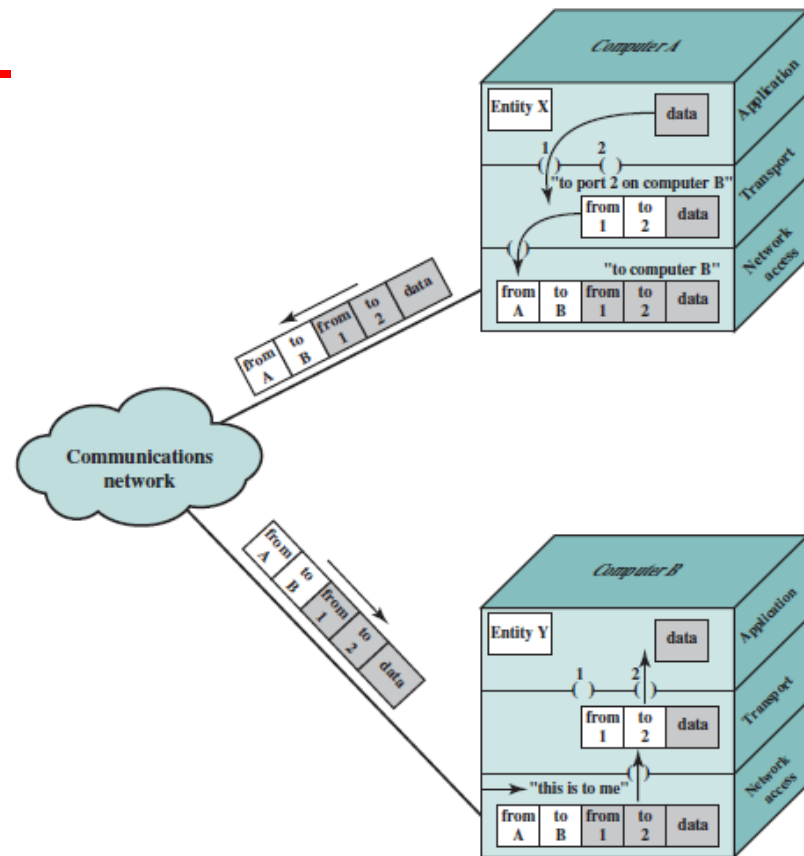 Computer A
Application
Entity X
data
1 2
Transport
"to port 2 on computer B"
from to data
1 2
Network
access
"to computer B"
from to from to data
A B 1 2
from to from to data
A B 1 2
Communications
network
from to from to data
A B 1 2
Computer B
Application
Entity Y
data
1 2
Transport
from to data
1 2
Network
access
"this is to me"
from to from to data
A B 1 2